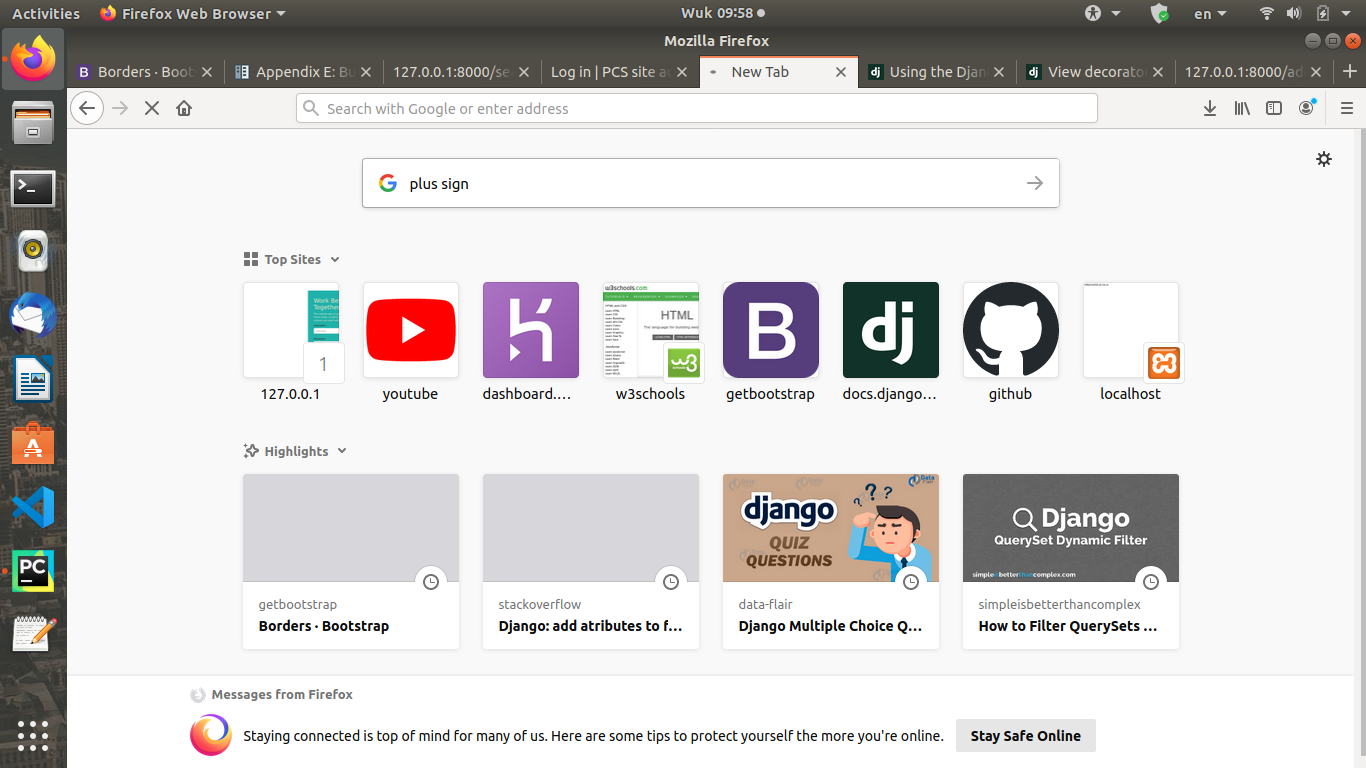 Activities Firefox Web Browser Wuk 09:58 en
Mozilla Firefox
Borders · Boot Appendix E: Bu 127.0.0.1:8000/se Log in | PCS site ad New Tab Using the Djan View decorato 127.0.0.1:8000/ad
Search with Google or enter address
plus sign
Top Sites
w3schools.com
HTML
1
127.0.0.1 youtube dashboard.... w3schools getbootstrap docs.django... github localhost
Highlights
django
QUIZ
QUESTIONS
Django
QuerySet Dynamic Filter
simpleisbetterthancomplex.com
getbootstrap stackoverflow data-flair simpleisbetterthancomplex
Borders · Bootstrap Django: add atributes to f... Django Multiple Choice Q... How to Filter QuerySets ...
Messages from Firefox
Staying connected is top of mind for many of us. Here are some tips to protect yourself the more you're online. Stay Safe Online